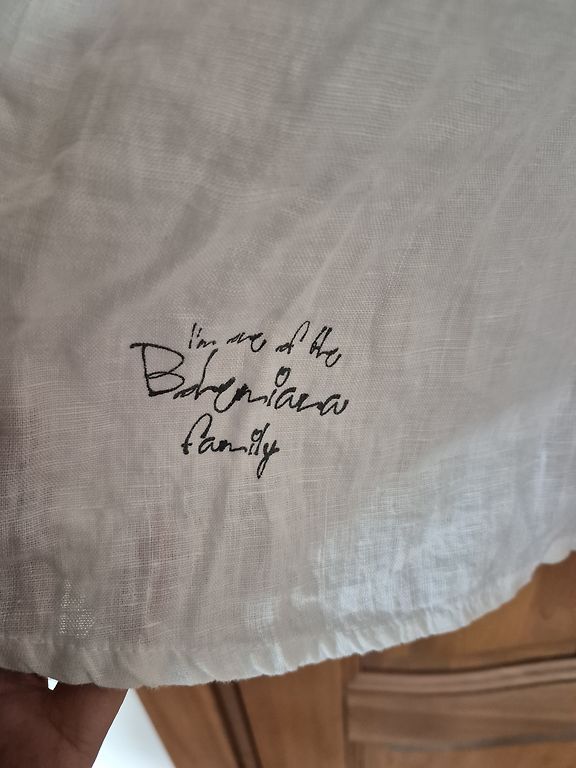 I'm one of the
Bohemiana
family